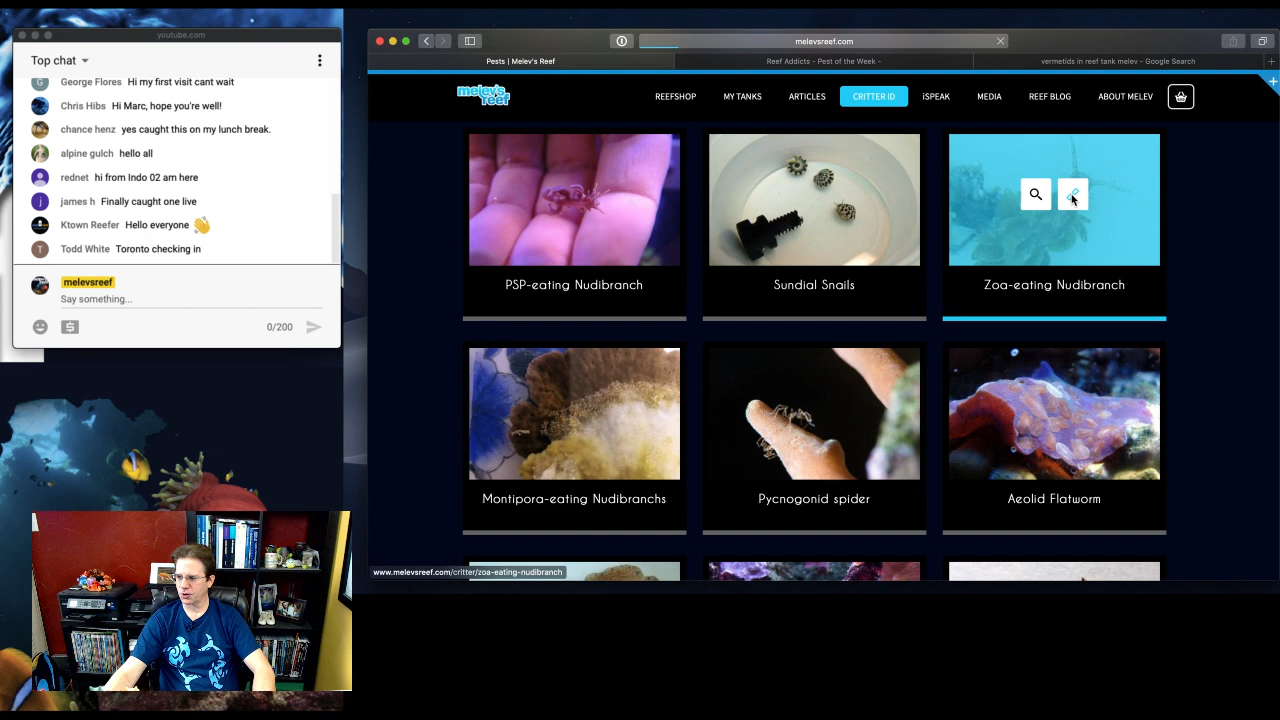 youtube.com
Top chat
George Flores Hi my first visit cant wait
Chris Hibs Hi Marc, hope you're well!
chance henz yes caught this on my lunch break.
alpine gulch hello all
rednet hi from Indo 02 am here
james h Finally caught one live
Ktown Reefer Hello everyone 👋
Todd White Toronto checking in
melevsreef
Say something...
0/200
melevsreef.com
Pests | Melev's Reef
Reef Addicts - Pest of the Week -
vermetids in reef tank melev - Google Search
melev's reef
REEFSHOP MY TANKS ARTICLES CRITTER ID iSPEAK MEDIA REEF BLOG ABOUT MELEV
PSP-eating Nudibranch
Sundial Snails
Zoa-eating Nudibranch
Montipora-eating Nudibranchs
Pycnogonid spider
Aeolid Flatworm
www.melevsreef.com/critter/zoa-eating-nudibranch